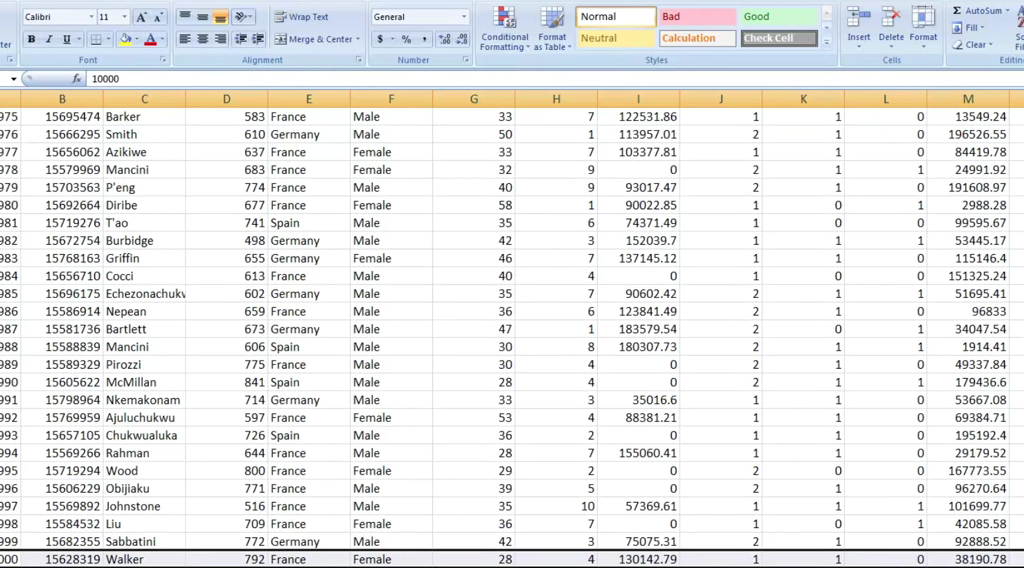 Calibri 11 A A Wrap Text General Normal Bad Good AutoSum
B I U A Merge & Center $ % , Conditional Formatting Format as Table Neutral Calculation Check Cell Insert Delete Format Fill Clear
Font Alignment Number Styles Cells
fx 10000
B C D E F G H I J K L M
975 15695474 Barker 583 France Male 33 7 122531.86 1 1 0 13549.24
976 15666295 Smith 610 Germany Male 50 1 113957.01 2 1 0 196526.55
977 15656062 Azikiwe 637 France Female 33 7 103377.81 1 1 0 84419.78
978 15579969 Mancini 683 France Female 32 9 0 2 1 1 24991.92
979 15703563 P'eng 774 France Male 40 9 93017.47 2 1 0 191608.97
980 15692664 Diribe 677 France Female 58 1 90022.85 1 0 1 2988.28
981 15719276 T'ao 741 Spain Male 35 6 74371.49 1 0 0 99595.67
982 15672754 Burbidge 498 Germany Male 42 3 152039.7 1 1 1 53445.17
983 15768163 Griffin 655 Germany Female 46 7 137145.12 1 1 0 115146.4
984 15656710 Cocci 613 France Male 40 4 0 1 0 0 151325.24
985 15696175 Echezonachukw 602 Germany Male 35 7 90602.42 2 1 1 51695.41
986 15586914 Nepean 659 France Male 36 6 123841.49 2 1 0 96833
987 15581736 Bartlett 673 Germany Male 47 1 183579.54 2 0 1 34047.54
988 15588839 Mancini 606 Spain Male 30 8 180307.73 2 1 1 1914.41
989 15589329 Pirozzi 775 France Male 30 4 0 2 1 0 49337.84
990 15605622 McMillan 841 Spain Male 28 4 0 2 1 1 179436.6
991 15798964 Nkemakonam 714 Germany Male 33 3 35016.6 1 1 0 53667.08
992 15769959 Ajuluchukwu 597 France Female 53 4 88381.21 1 1 0 69384.71
993 15657105 Chukwualuka 726 Spain Male 36 2 0 1 1 0 195192.4
994 15569266 Rahman 644 France Male 28 7 155060.41 1 1 0 29179.52
995 15719294 Wood 800 France Female 29 2 0 2 0 0 167773.55
996 15606229 Obijiaku 771 France Male 39 5 0 2 1 0 96270.64
997 15569892 Johnstone 516 France Male 35 10 57369.61 1 1 1 101699.77
998 15584532 Liu 709 France Female 36 7 0 1 0 1 42085.58
999 15682355 Sabbatini 772 Germany Male 42 3 75075.31 2 1 0 92888.52
000 15628319 Walker 792 France Female 28 4 130142.79 1 1 0 38190.78